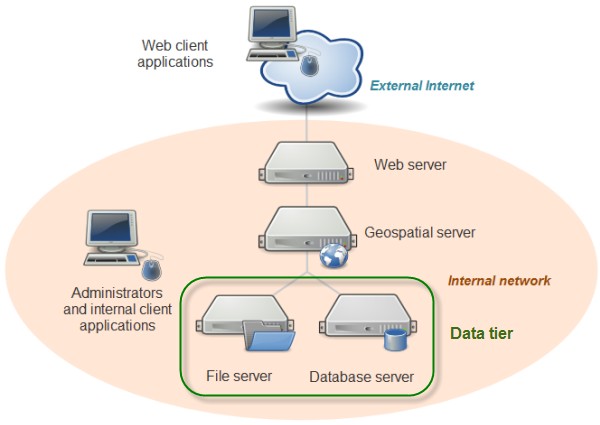 Web client
applications
External Internet
Web server
Geospatial server
Administrators
and internal client
applications
Internal network
Data tier
File server
Database server